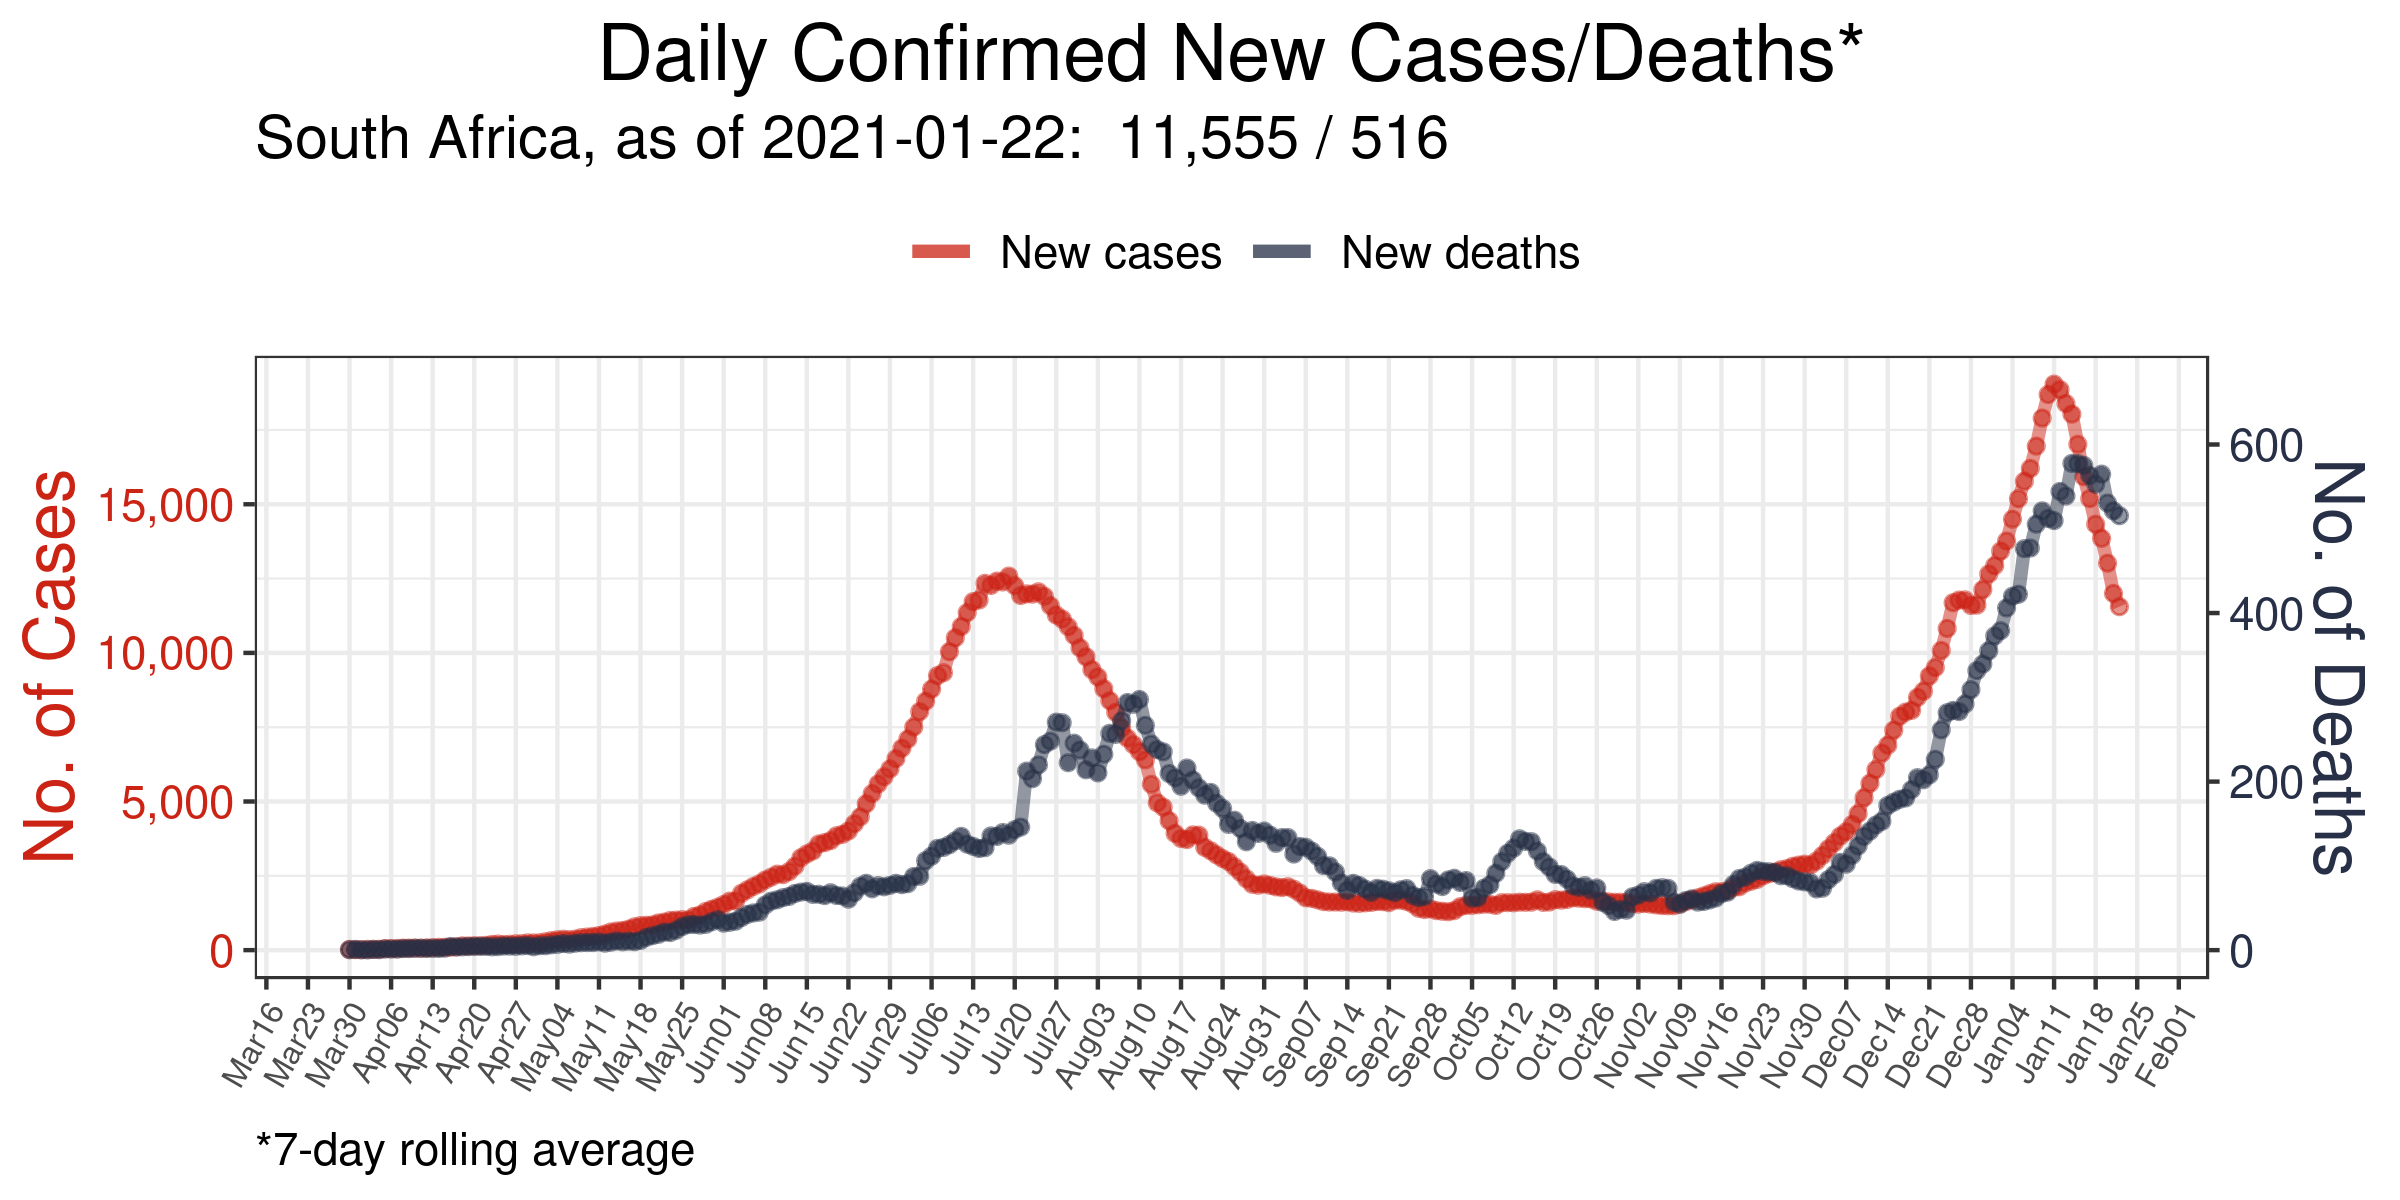 Daily Confirmed New Cases/Deaths*
South Africa, as of 2021-01-22:  11,555 / 516
New cases
New deaths
No. of Cases
15,000
10,000
5,000
0
600
400
200
0
No. of Deaths
Mar16
Mar23
Mar30
Apr06
Apr13
Apr20
Apr27
May04
May11
May18
May25
Jun01
Jun08
Jun15
Jun22
Jun29
Jul06
Jul13
Jul20
Jul27
Aug03
Aug10
Aug17
Aug24
Aug31
Sep07
Sep14
Sep21
Sep28
Oct05
Oct12
Oct19
Oct26
Nov02
Nov09
Nov16
Nov23
Nov30
Dec07
Dec14
Dec21
Dec28
Jan04
Jan11
Jan18
Jan25
Feb01
*7-day rolling average